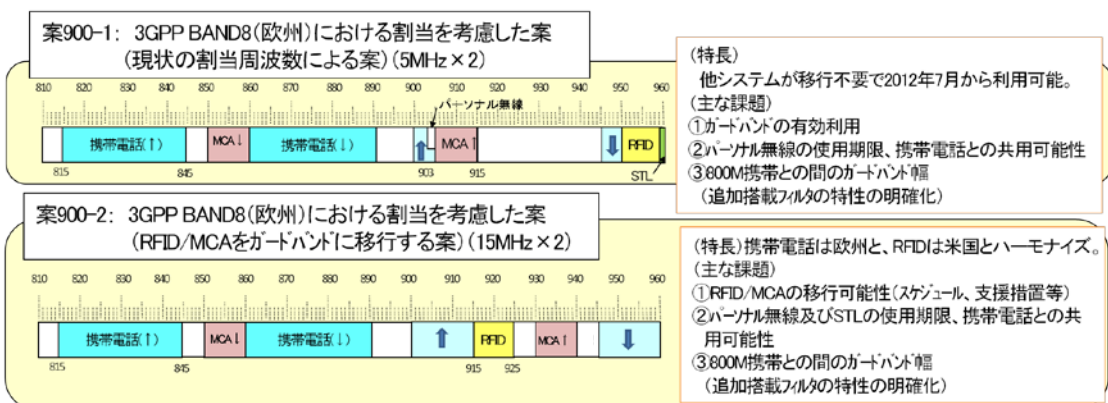 案900-1: 3GPP BAND8(欧州)における割当を考慮した案
(現状の割当周波数による案)(5MHz×2)
810 820 830 840 850 860 870 880 890 900 910 920 930 940 950 960
パーソナル無線
携帯電話(↑) MCA↓ 携帯電話(↓) ↑ MCA↑ ↓ RFID
815 845 903 915 STL
(特長)
他システムが移行不要で2012年7月から利用可能。
(主な課題)
①ガードバンドの有効利用
②パーソナル無線の使用期限、携帯電話との共用可能性
③800M携帯との間のガードバンド幅
(追加搭載フィルタの特性の明確化)
案900-2: 3GPP BAND8(欧州)における割当を考慮した案
(RFID/MCAをガードバンドに移行する案)(15MHz×2)
810 820 830 840 850 860 870 880 890 900 910 920 930 940 950 960
携帯電話(↑) MCA↓ 携帯電話(↓) ↑ RFID MCA↑ ↓
815 845 915 925
(特長)携帯電話は欧州と、RFIDは米国とハーモナイズ。
(主な課題)
①RFID/MCAの移行可能性(スケジュール、支援措置等)
②パーソナル無線及びSTLの使用期限、携帯電話との共
用可能性
③800M携帯との間のガードバンド幅
(追加搭載フィルタの特性の明確化)